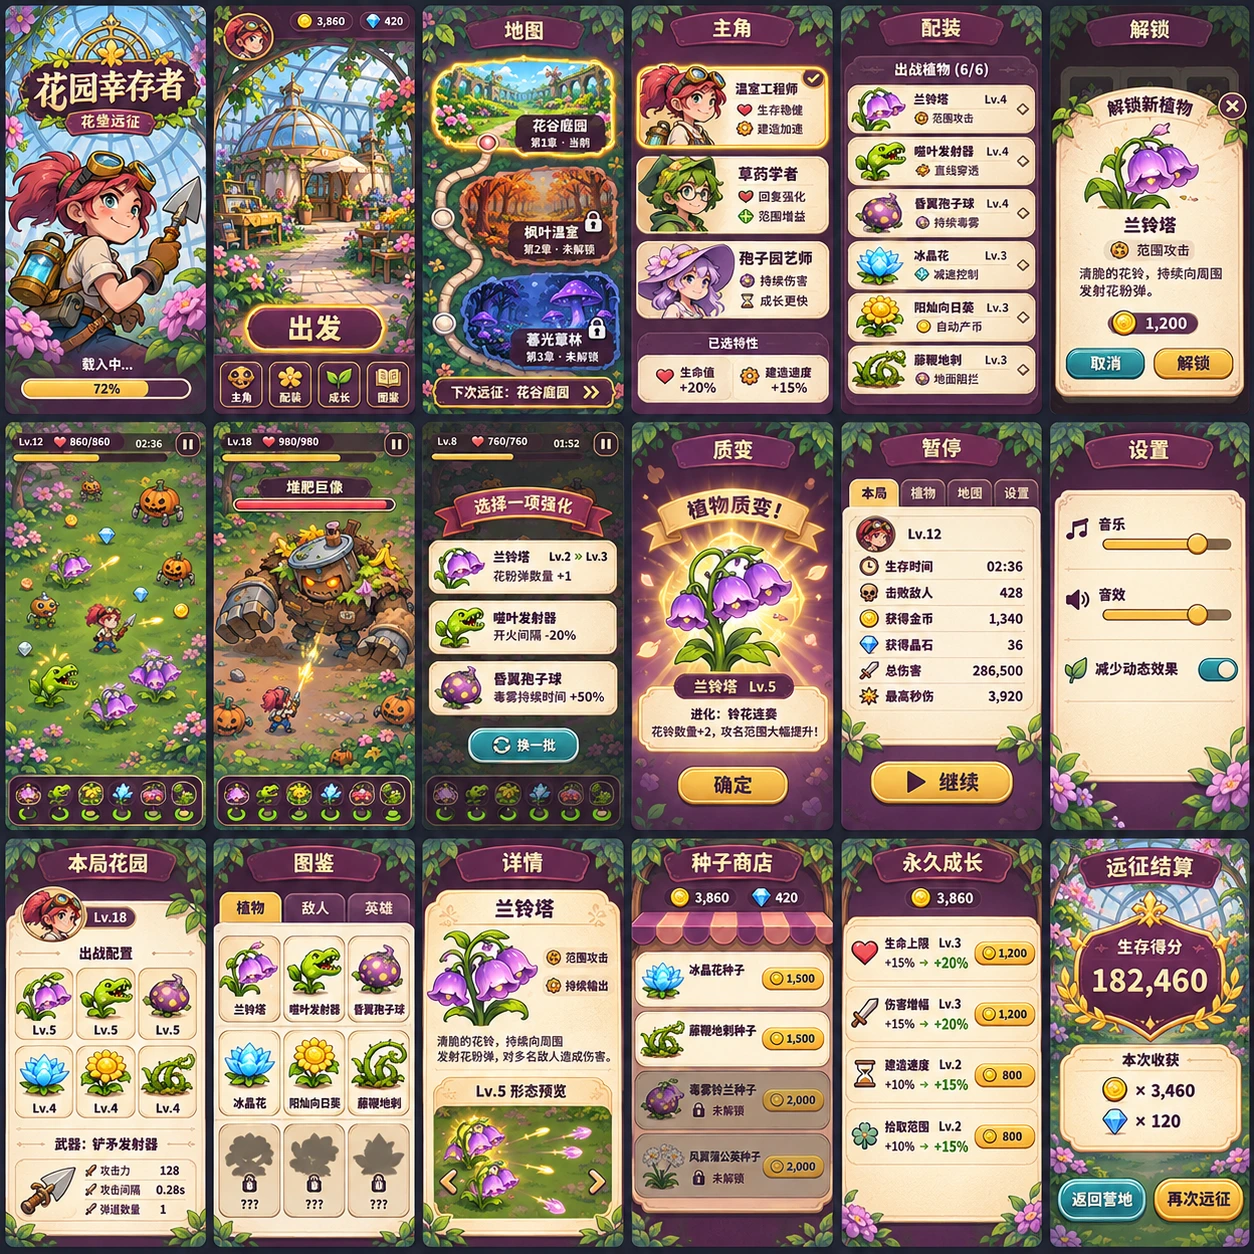 花园幸存者
花堡远征
载入中...
72%
3,860
420
出发
主角
配装
成长
图鉴
地图
花谷庭园
第1章 · 当前
枫叶温室
第2章 · 未解锁
暮光蕈林
第3章 · 未解锁
下次远征：花谷庭园
主角
温室工程师
生存稳健
建造加速
草药学者
回复强化
范围增益
孢子园艺师
持续伤害
成长更快
已选特性
生命值
+20%
建造速度
+15%
配装
出战植物 (6/6)
兰铃塔 Lv.4
范围攻击
嗞叶发射器 Lv.4
直线穿透
昏翼孢子球 Lv.4
持续毒雾
冰晶花 Lv.3
减速控制
阳灿向日葵 Lv.3
自动产币
藤鞭地刺 Lv.3
地面阻拦
解锁
解锁新植物
兰铃塔
范围攻击
清脆的花铃，持续向周围
发射花粉弹。
1,200
取消
解锁
Lv.12 860/860 02:36
Lv.18 980/980
堆肥巨像
Lv.8 760/760 01:52
选择一项强化
兰铃塔 Lv.2 » Lv.3
花粉弹数量 +1
嗞叶发射器
开火间隔 -20%
昏翼孢子球
毒雾持续时间 +50%
换一批
质变
植物质变！
兰铃塔 Lv.5
进化：铃花连奏
花铃数量+2，攻名范围大幅提升！
确定
暂停
本局 植物 地图 设置
Lv.12
生存时间 02:36
击败敌人 428
获得金币 1,340
获得晶石 36
总伤害 286,500
最高秒伤 3,920
继续
设置
音乐
音效
减少动态效果
本局花园
Lv.18
出战配置
Lv.5 Lv.5 Lv.5
Lv.4 Lv.4 Lv.4
武器：铲矛发射器
攻击力 128
攻击间隔 0.28s
弹道数量 1
图鉴
植物 敌人 英雄
兰铃塔 嗞叶发射器 昏翼孢子球
冰晶花 阳灿向日葵 藤鞭地刺
??? ??? ???
详情
兰铃塔
范围攻击
持续输出
清脆的花铃，持续向周围
发射花粉弹，对多名敌人造成伤害。
Lv.5 形态预览
种子商店
3,860 420
冰晶花种子
1,500
藤鞭地刺种子
1,500
毒雾铃兰种子
未解锁
2,000
风翼蒲公英种子
未解锁
2,000
永久成长
3,860
生命上限 Lv.3
+15% → +20%
1,200
伤害增幅 Lv.3
+15% → +20%
1,200
建造速度 Lv.2
+10% → +15%
800
拾取范围 Lv.2
+10% → +15%
800
远征结算
生存得分
182,460
本次收获
× 3,460
× 120
返回营地
再次远征